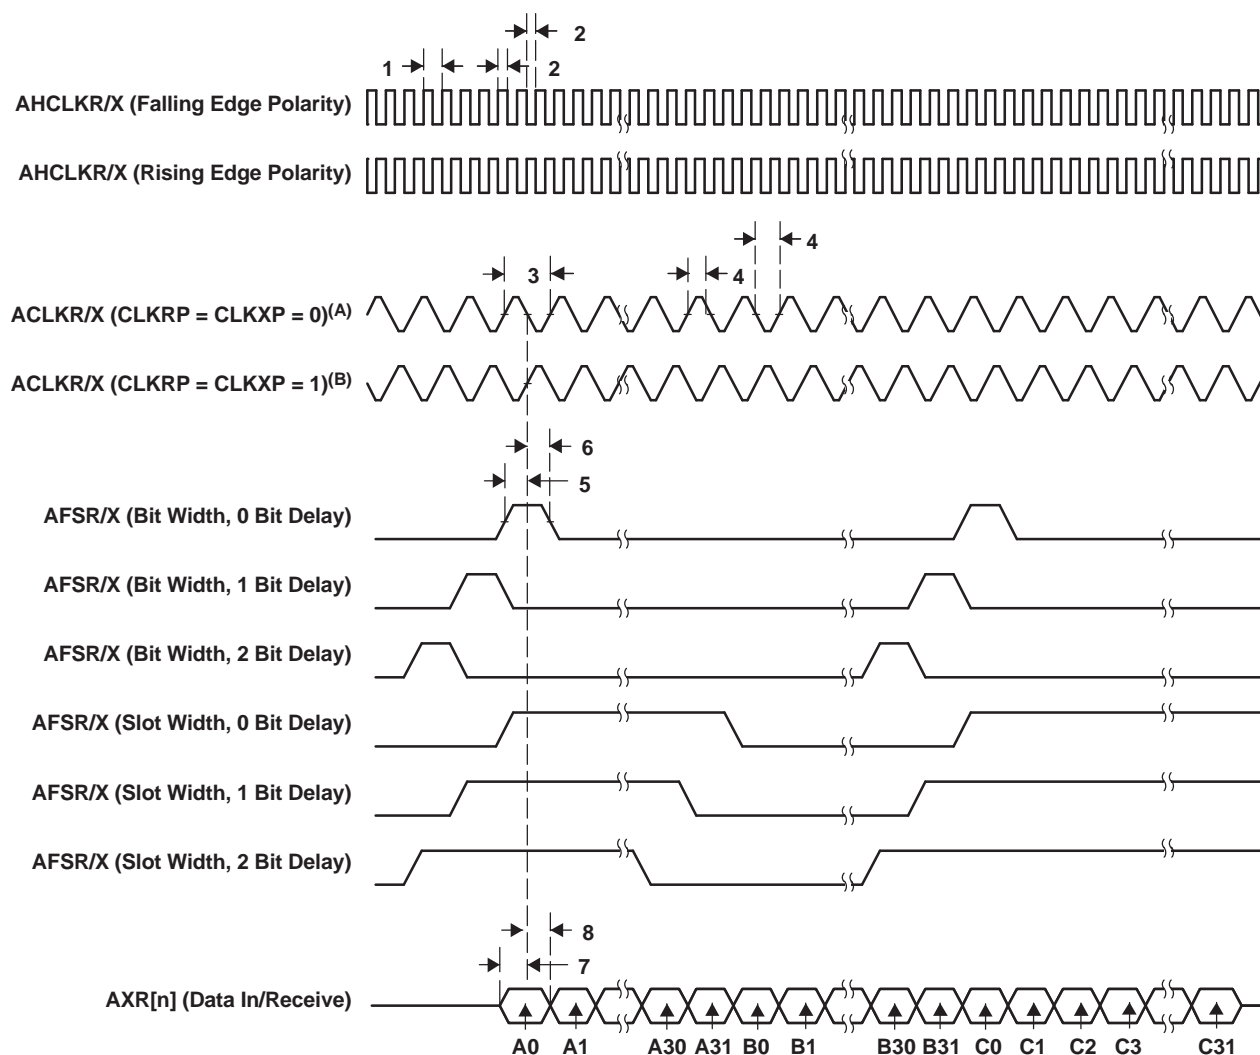 2
1
2
AHCLKR/X (Falling Edge Polarity)
AHCLKR/X (Rising Edge Polarity)
4
3
4
ACLKR/X (CLKRP = CLKXP = 0)(A)
ACLKR/X (CLKRP = CLKXP = 1)(B)
6
5
AFSR/X (Bit Width, 0 Bit Delay)
AFSR/X (Bit Width, 1 Bit Delay)
AFSR/X (Bit Width, 2 Bit Delay)
AFSR/X (Slot Width, 0 Bit Delay)
AFSR/X (Slot Width, 1 Bit Delay)
AFSR/X (Slot Width, 2 Bit Delay)
8
7
AXR[n] (Data In/Receive)
A0 A1 A30 A31 B0 B1 B30 B31 C0 C1 C2 C3 C31